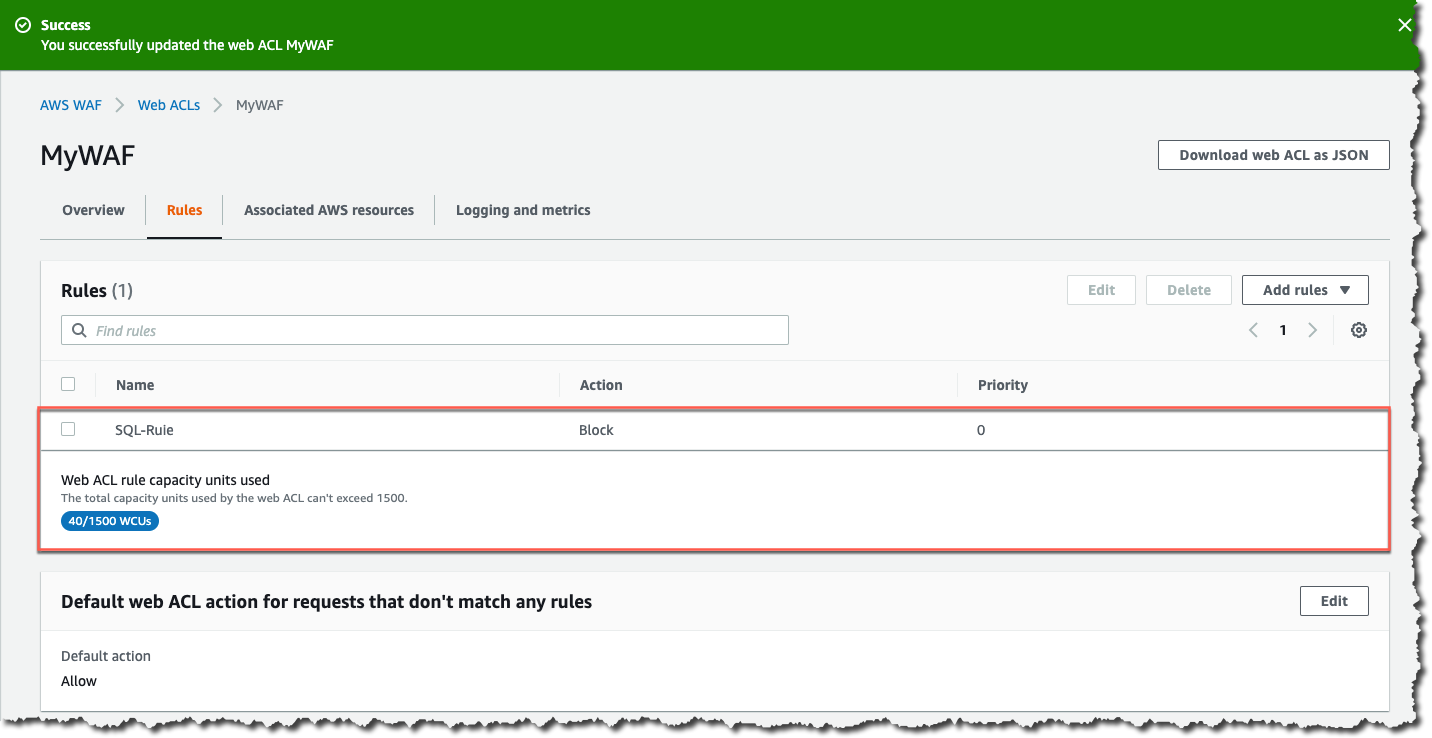 Success
You successfully updated the web ACL MyWAF
AWS WAF > Web ACLs > MyWAF
MyWAF
Download web ACL as JSON
Overview Rules Associated AWS resources Logging and metrics
Rules (1)
Edit Delete Add rules
Find rules
1
Name Action Priority
SQL-Ruie Block 0
Web ACL rule capacity units used
The total capacity units used by the web ACL can't exceed 1500.
40/1500 WCUs
Default web ACL action for requests that don't match any rules
Edit
Default action
Allow